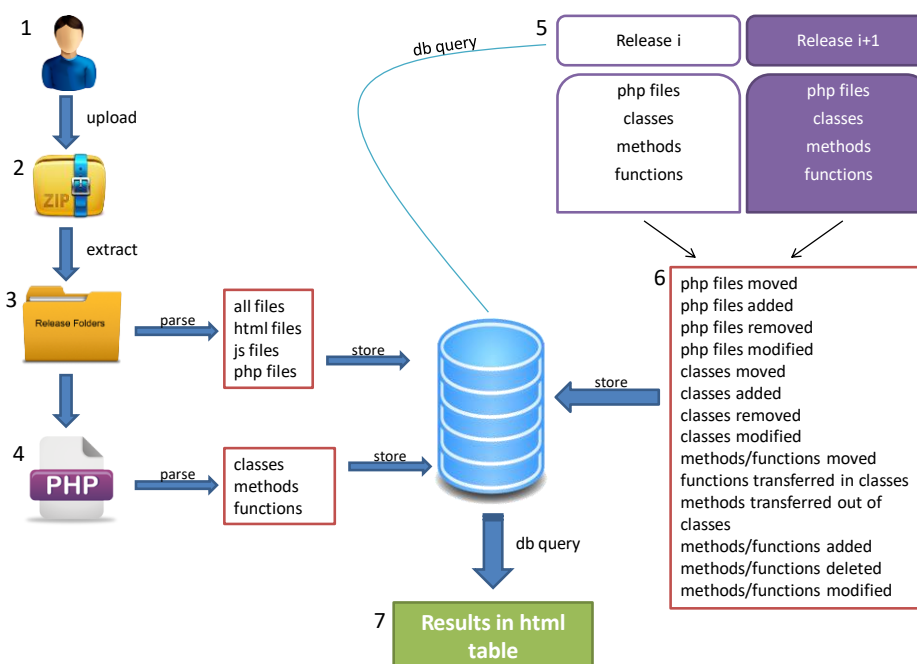 1
upload
2
ZIP
extract
3
Release Folders
parse
all files
html files
js files
php files
store
4
PHP
parse
classes
methods
functions
store
db query
5
Release i
Release i+1
php files
classes
methods
functions
php files
classes
methods
functions
6
php files moved
php files added
php files removed
php files modified
classes moved
classes added
classes removed
classes modified
methods/functions moved
functions transferred in classes
methods transferred out of
classes
methods/functions added
methods/functions deleted
methods/functions modified
store
db query
7
Results in html
table